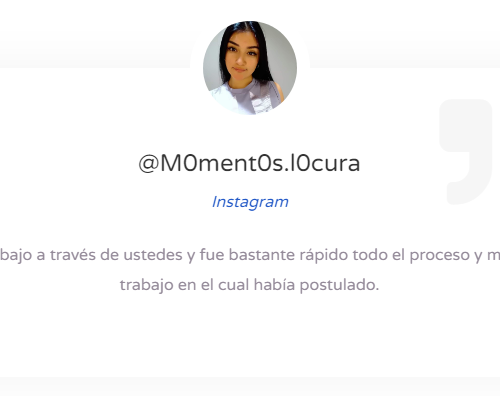 @M0ment0s.l0cura
Instagram
bajo a través de ustedes y fue bastante rápido todo el proceso y m
trabajo en el cual había postulado.